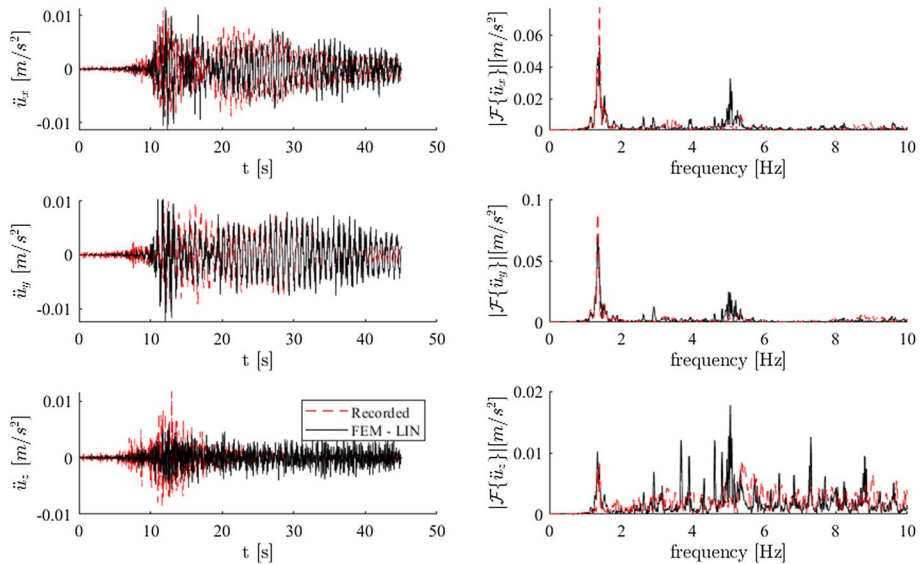 0.01
0
-0.01
0 10 20 30 40 50
t [s]
ü_x [m/s²]
0.06
0.04
0.02
0
0 2 4 6 8 10
frequency [Hz]
|ℱ{ü_x}|[m/s²]
0.01
0
-0.01
0 10 20 30 40 50
t [s]
ü_y [m/s²]
0.1
0.05
0
0 2 4 6 8 10
frequency [Hz]
|ℱ{ü_y}|[m/s²]
0.01
0
-0.01
0 10 20 30 40 50
t [s]
ü_z [m/s²]
Recorded
FEM - LIN
0.02
0.01
0
0 2 4 6 8 10
frequency [Hz]
|ℱ{ü_z}|[m/s²]